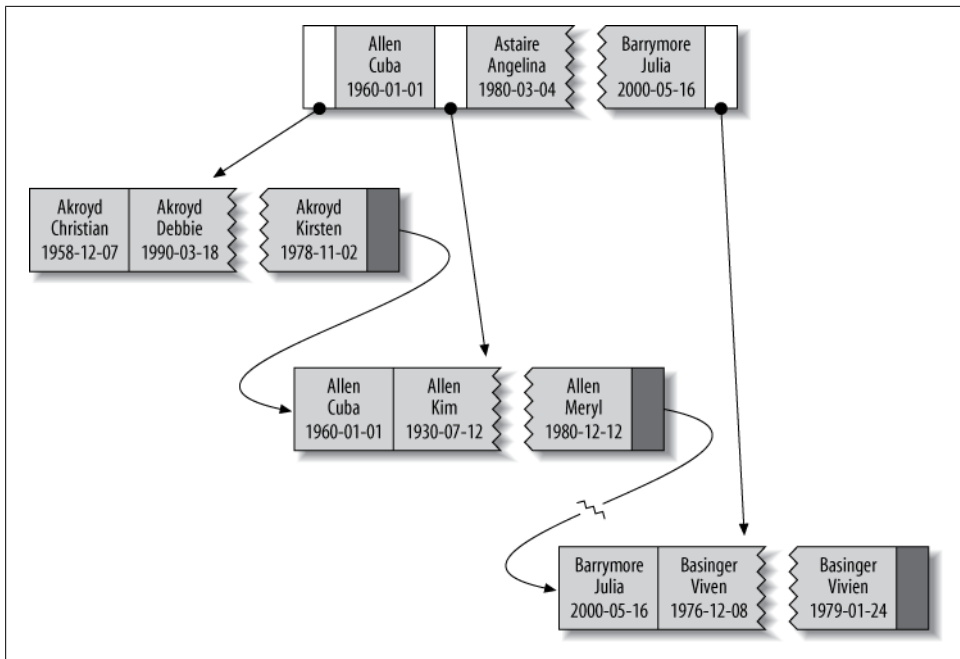 Allen
Cuba
1960-01-01
Astaire
Angelina
1980-03-04
Barrymore
Julia
2000-05-16
Akroyd
Christian
1958-12-07
Akroyd
Debbie
1990-03-18
Akroyd
Kirsten
1978-11-02
Allen
Cuba
1960-01-01
Allen
Kim
1930-07-12
Allen
Meryl
1980-12-12
Barrymore
Julia
2000-05-16
Basinger
Viven
1976-12-08
Basinger
Vivien
1979-01-24